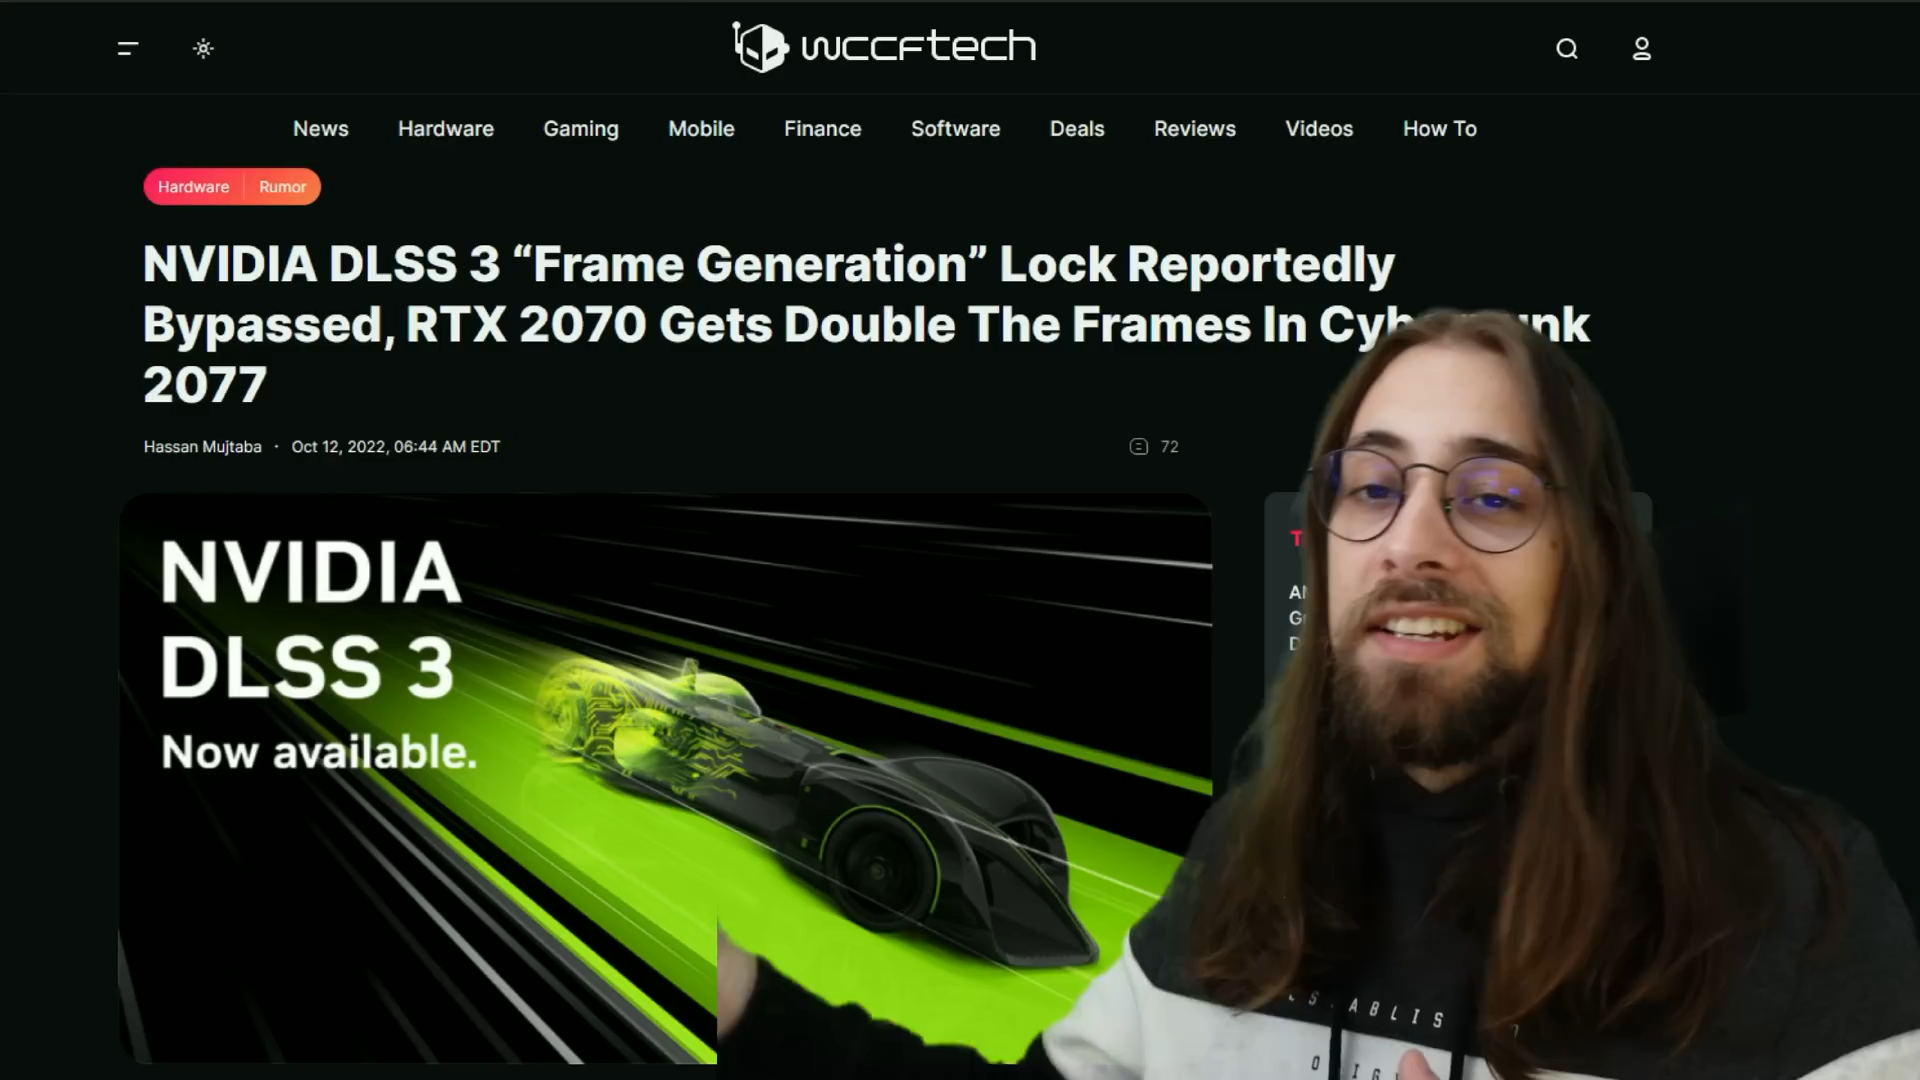 wccftech
News Hardware Gaming Mobile Finance Software Deals Reviews Videos How To
Hardware Rumor
NVIDIA DLSS 3 “Frame Generation” Lock Reportedly
Bypassed, RTX 2070 Gets Double The Frames In
2077
Hassan Mujtaba · Oct 12, 2022, 06:44 AM EDT
72
NVIDIA
DLSS 3
Now available.